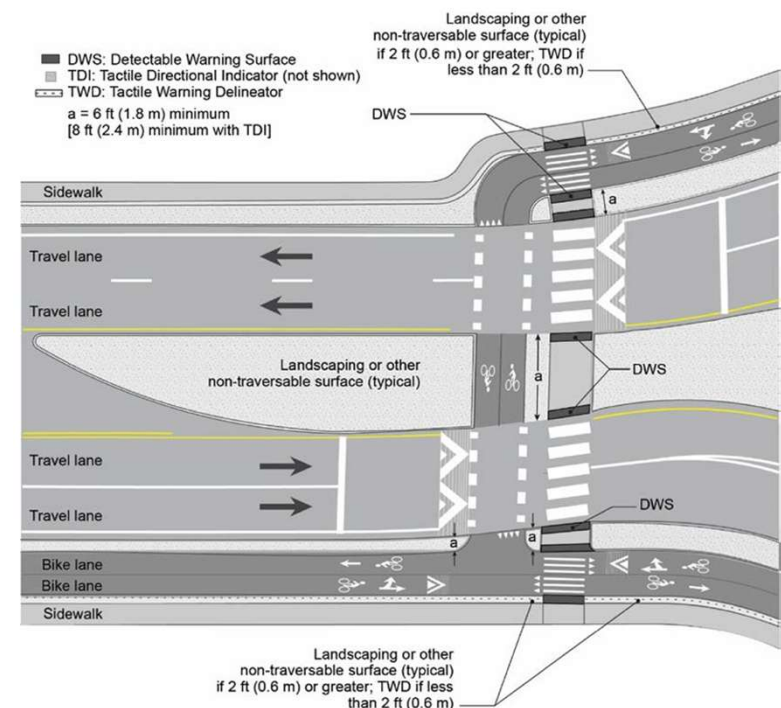 Landscaping or other
non-traversable surface (typical)
if 2 ft (0.6 m) or greater; TWD if
less than 2 ft (0.6 m)
DWS: Detectable Warning Surface
TDI: Tactile Directional Indicator (not shown)
TWD: Tactile Warning Delineator
a = 6 ft (1.8 m) minimum
[8 ft (2.4 m) minimum with TDI]
DWS
Sidewalk
a
Travel lane
Travel lane
Landscaping or other
non-traversable surface (typical)
a
DWS
Travel lane
Travel lane
DWS
a
a
Bike lane
Bike lane
Sidewalk
Landscaping or other
non-traversable surface (typical)
if 2 ft (0.6 m) or greater; TWD if less
than 2 ft (0.6 m)